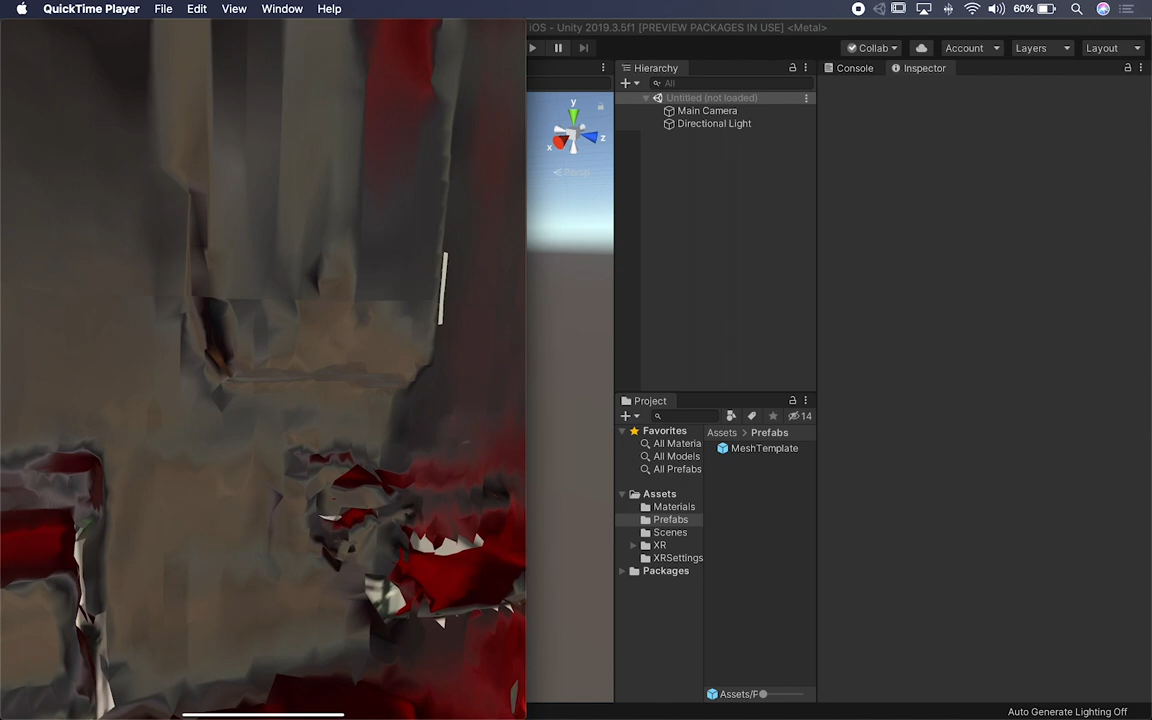 QuickTime Player File Edit View Window Help 60%
iOS - Unity 2019.3.5f1 [PREVIEW PACKAGES IN USE] <Metal>
Collab Account Layers Layout
Hierarchy Console Inspector
All
Untitled (not loaded)
Main Camera
Directional Light
y
x
z
Persp
Project
14
Favorites
All Materia
All Models
All Prefabs
Assets
Materials
Prefabs
Scenes
XR
XRSettings
Packages
Assets > Prefabs
MeshTemplate
Assets/P
Auto Generate Lighting Off